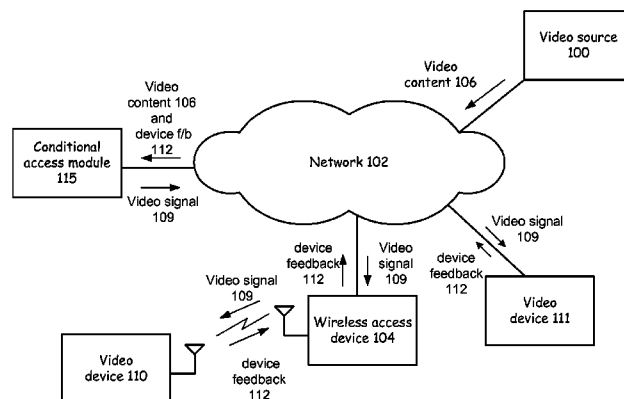 Video source
100
Video
content 106
Video
content 106
and
device f/b
112
Conditional
access module
115
Network 102
Video signal
109
Video signal
109
device
feedback
112
Video
signal
109
device
feedback
112
Video signal
109
Wireless access
device 104
Video
device 111
Video
device 110
device
feedback
112